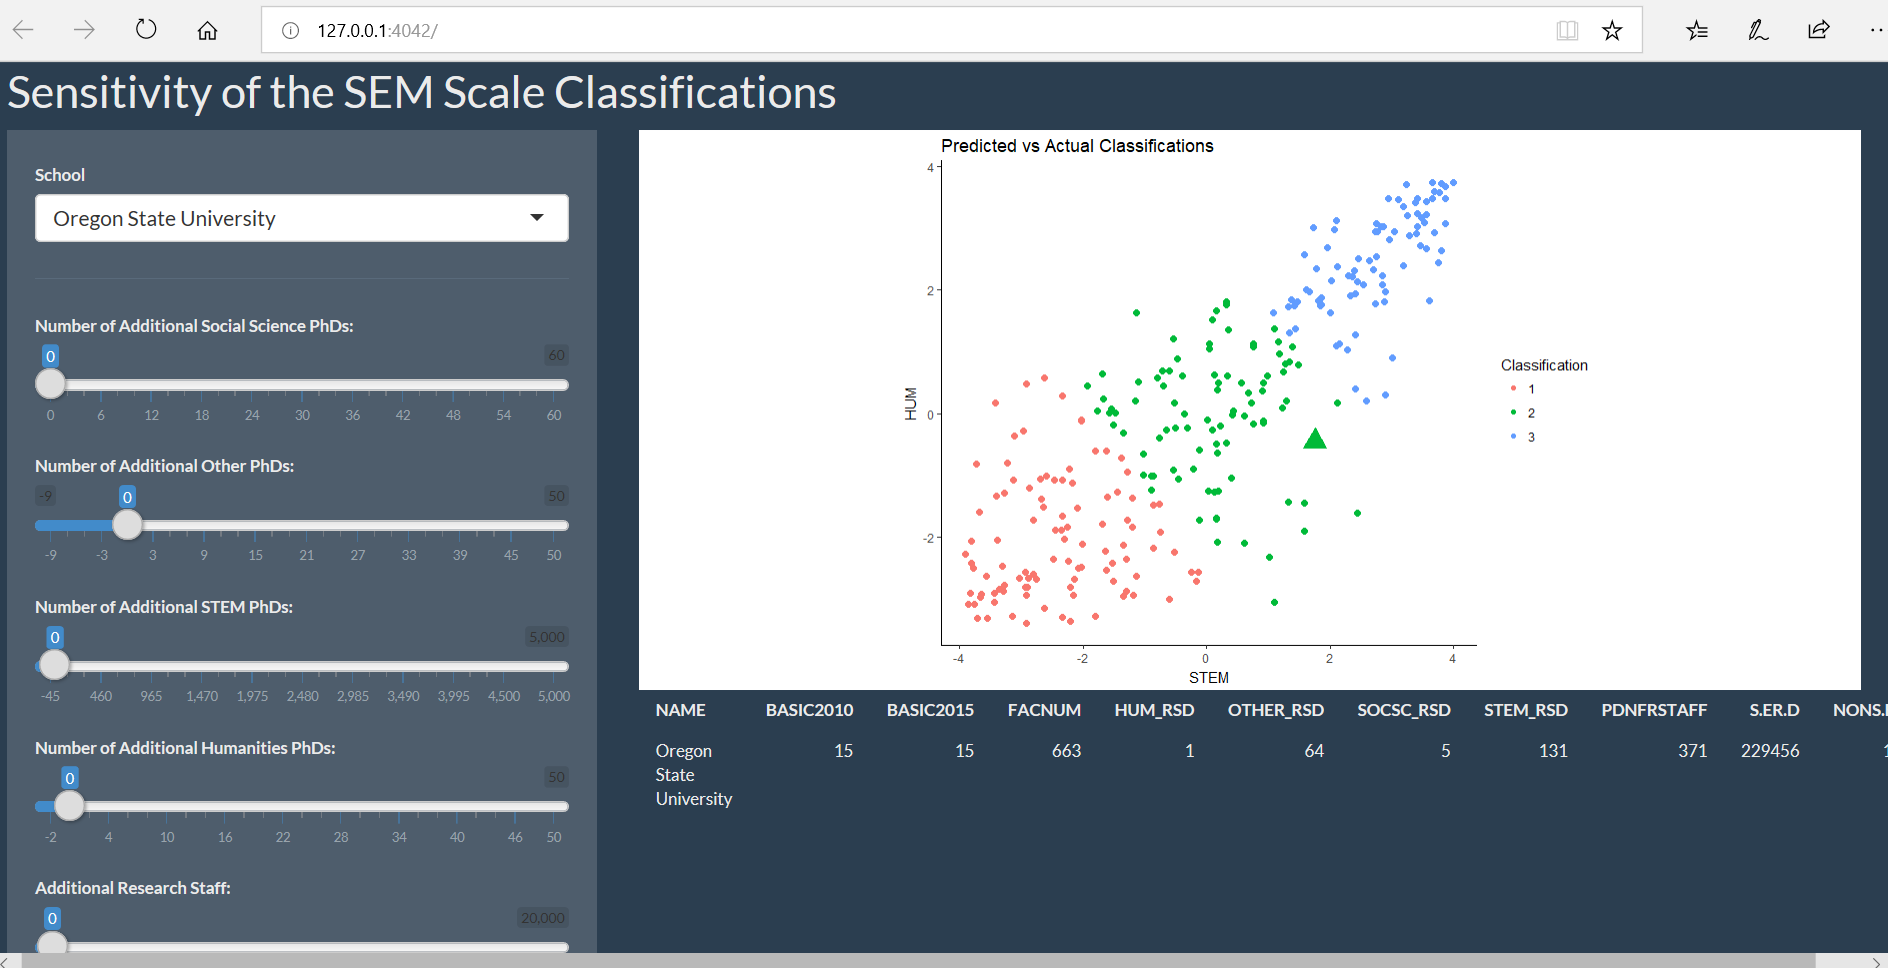 127.0.0.1:4042/
Sensitivity of the SEM Scale Classifications
School
Oregon State University
Number of Additional Social Science PhDs:
0 60
0 6 12 18 24 30 36 42 48 54 60
Number of Additional Other PhDs:
-9 0 50
-9 -3 3 9 15 21 27 33 39 45 50
Number of Additional STEM PhDs:
0 5,000
-45 460 965 1,470 1,975 2,480 2,985 3,490 3,995 4,500 5,000
Number of Additional Humanities PhDs:
0 50
-2 4 10 16 22 28 34 40 46 50
Additional Research Staff:
0 20,000
Predicted vs Actual Classifications
4
2
0
-2
HUM
-4 -2 0 2 4
STEM
Classification
1
2
3
NAME BASIC2010 BASIC2015 FACNUM HUM_RSD OTHER_RSD SOCSC_RSD STEM_RSD PDNFRSTAFF S.ER.D NONS.
Oregon 15 15 663 1 64 5 131 371 229456
State
University